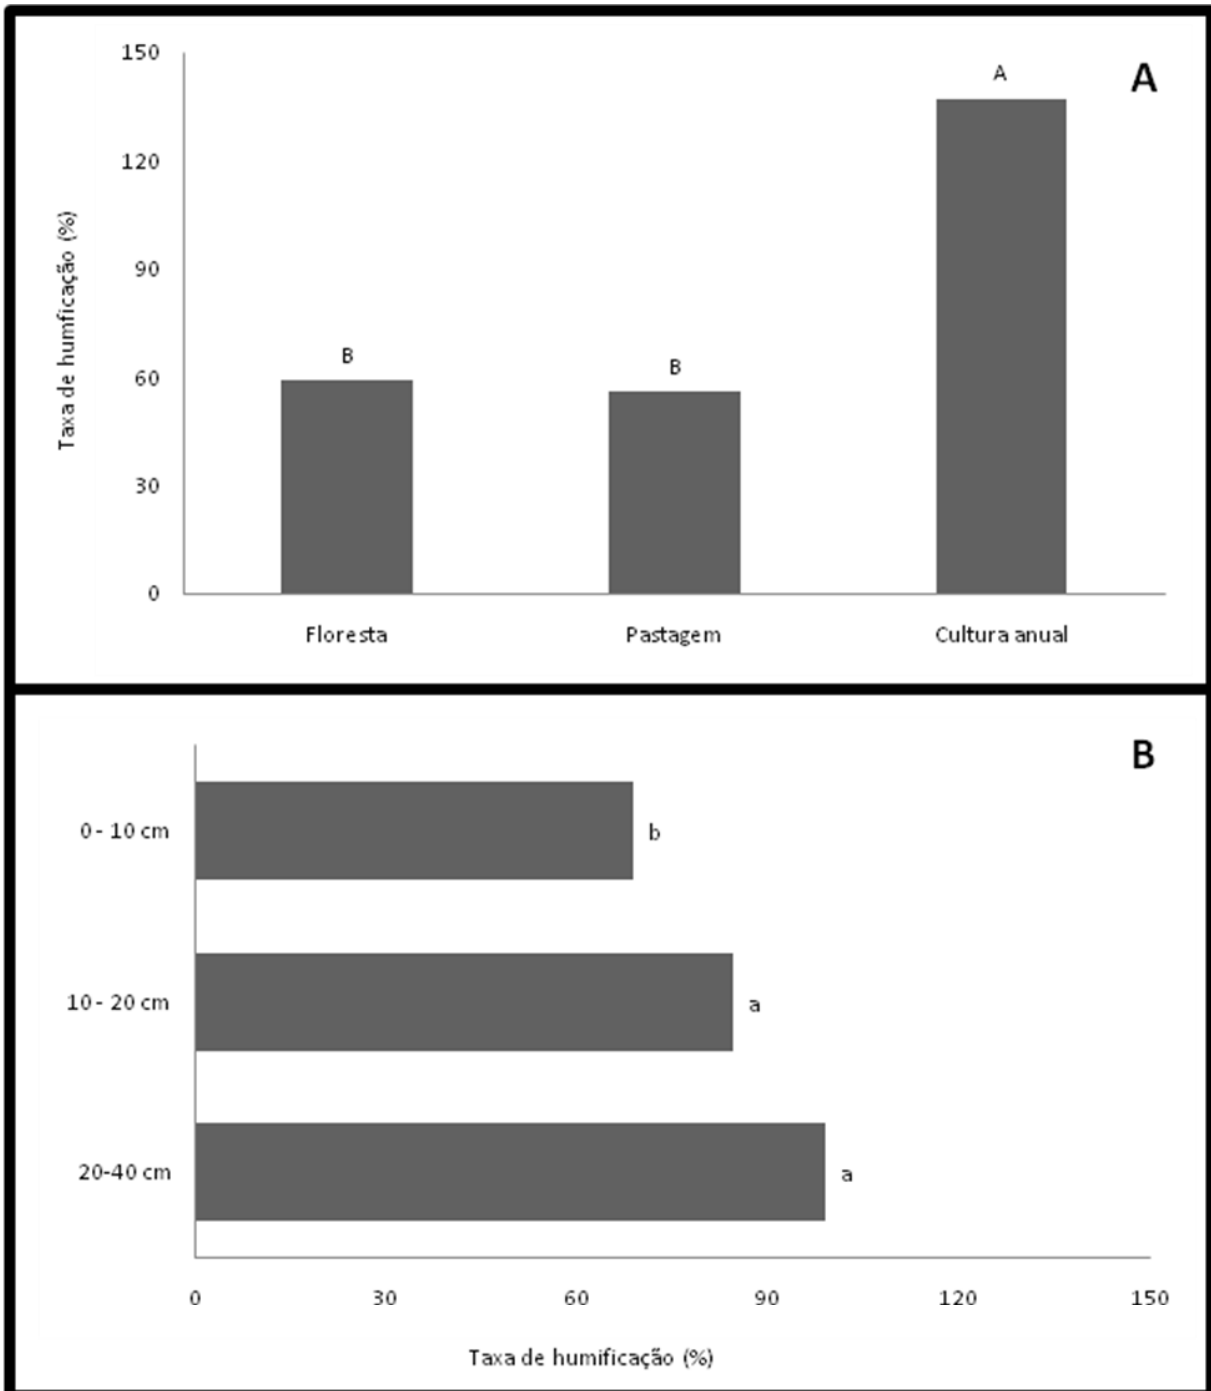 A
150
120
90
60
30
0
Taxa de humficação (%)
B
B
A
Floresta
Pastagem
Cultura anual
B
0 - 10 cm
b
10 - 20 cm
a
20-40 cm
a
0
30
60
90
120
150
Taxa de humificação (%)